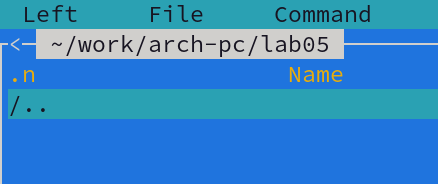 Left File Command
< ~/work/arch-pc/lab05
.n Name
/..